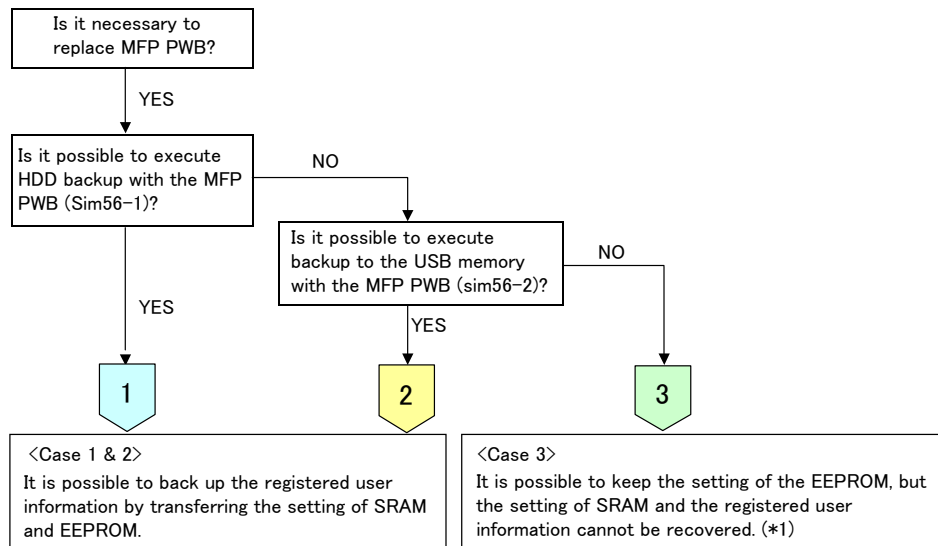 Is it necessary to
replace MFP PWB?
YES
Is it possible to execute
HDD backup with the MFP
PWB (Sim56-1)?
NO
Is it possible to execute
backup to the USB memory
with the MFP PWB (sim56-2)?
NO
YES
YES
1
2
3
<Case 1 & 2>
It is possible to back up the registered user
information by transferring the setting of SRAM
and EEPROM.
<Case 3>
It is possible to keep the setting of the EEPROM, but
the setting of SRAM and the registered user
information cannot be recovered. (*1)